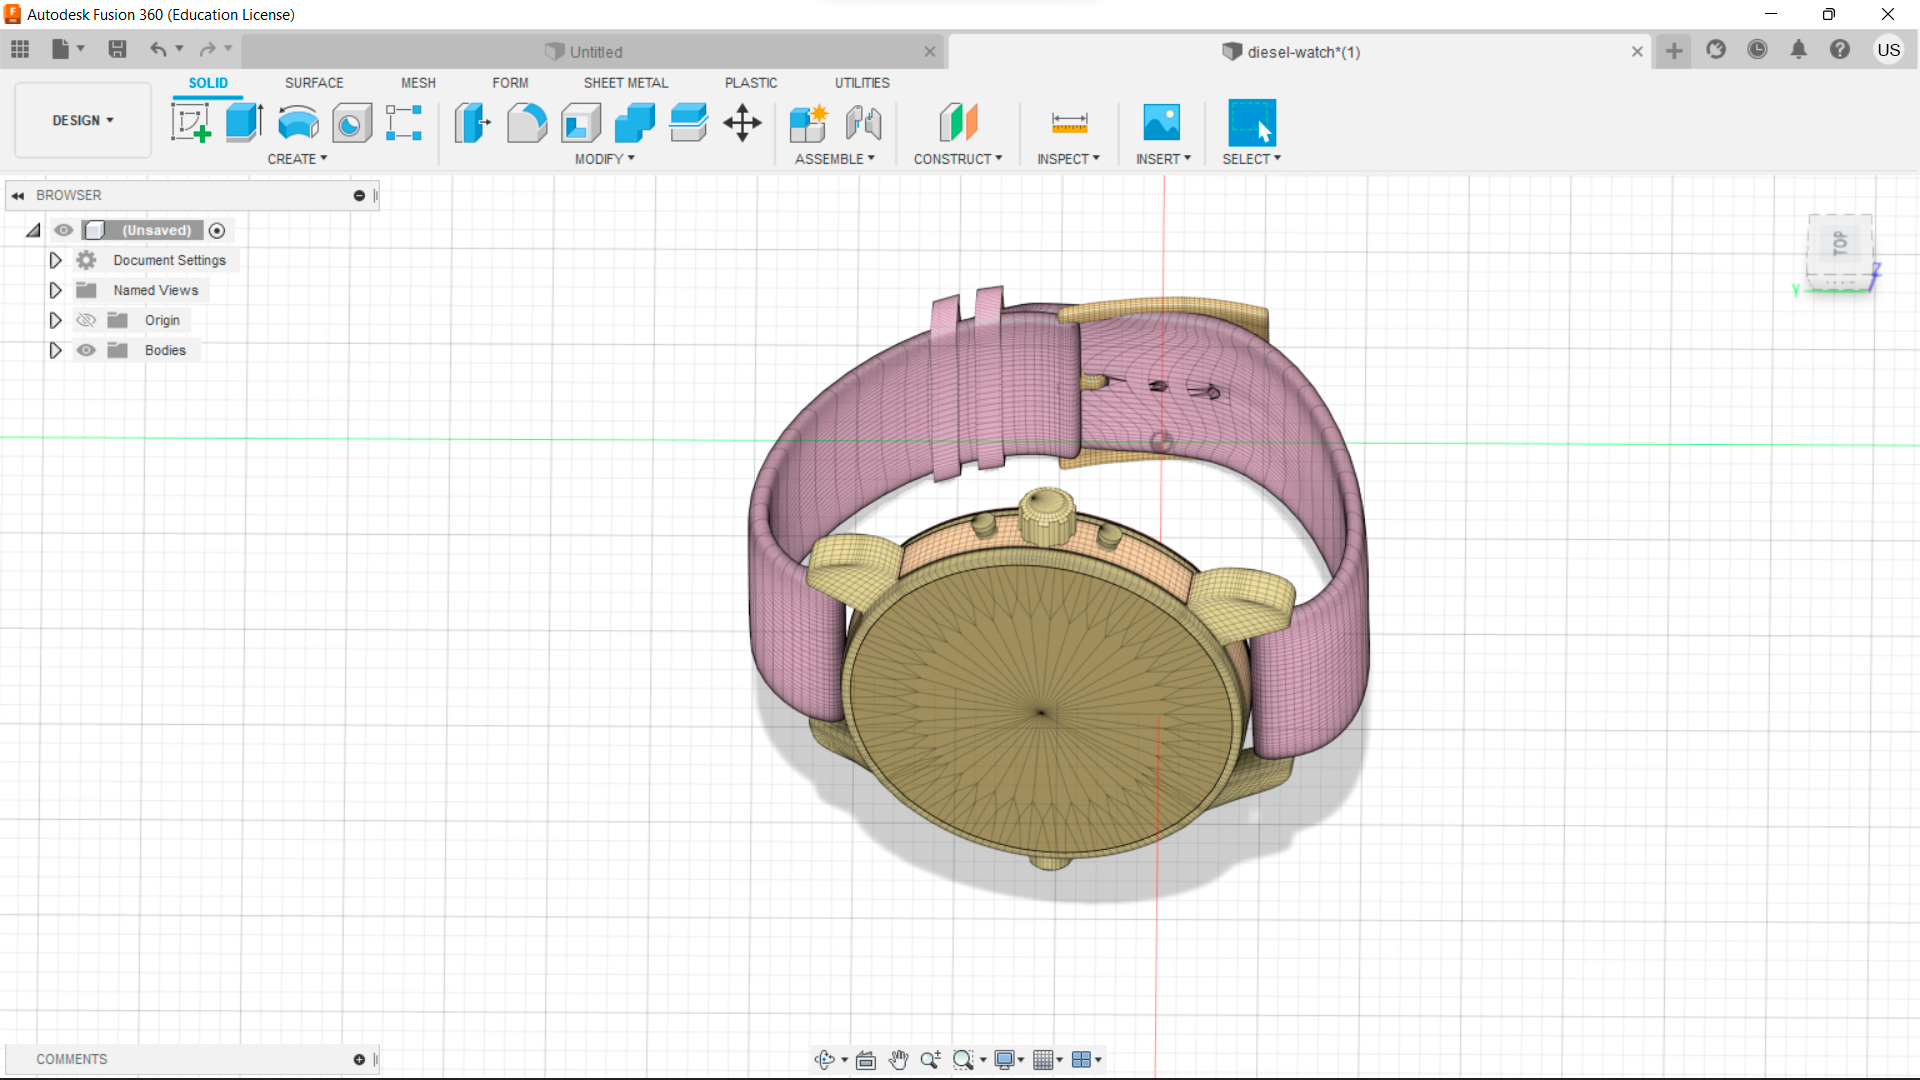 Autodesk Fusion 360 (Education License)
Untitled
diesel-watch*(1)
US
SOLID SURFACE MESH FORM SHEET METAL PLASTIC UTILITIES
DESIGN
CREATE MODIFY ASSEMBLE CONSTRUCT INSPECT INSERT SELECT
BROWSER
(Unsaved)
Document Settings
Named Views
Origin
Bodies
TOP
Z
Y
COMMENTS